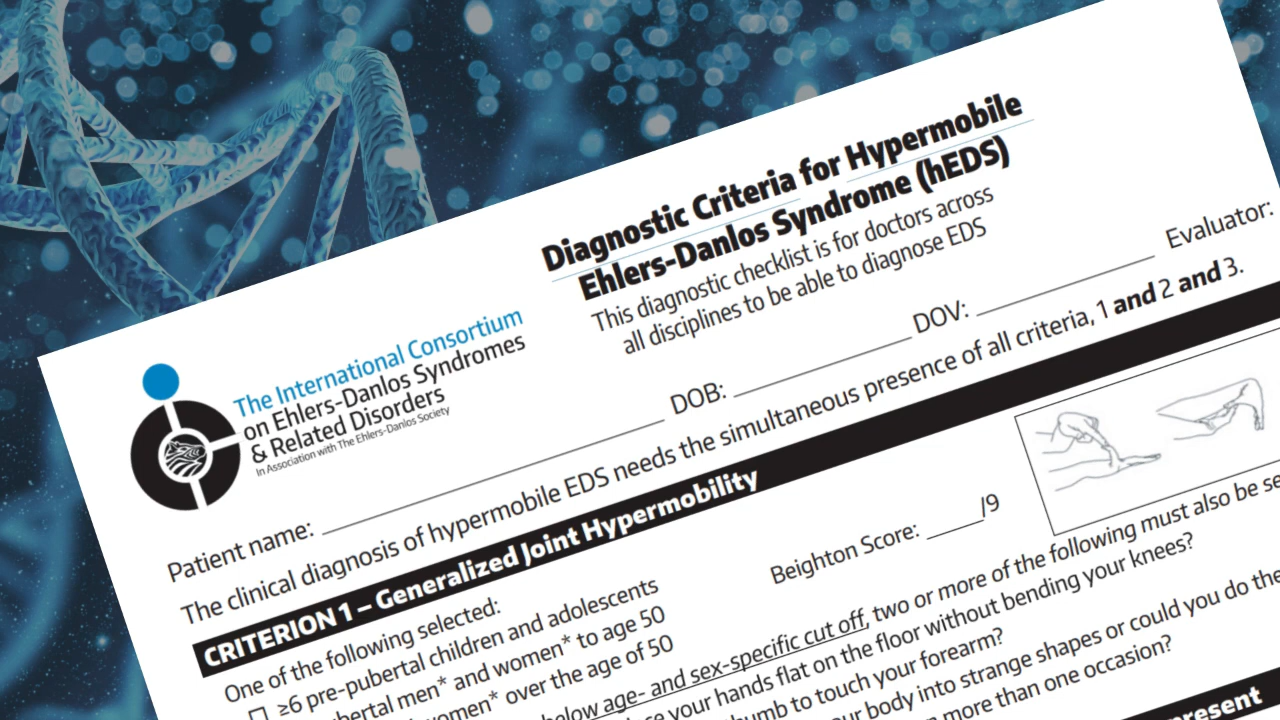 Diagnostic Criteria for Hypermobile
Ehlers-Danlos Syndrome (hEDS)
This diagnostic checklist is for doctors across
all disciplines to be able to diagnose EDS
The International Consortium
on Ehlers-Danlos Syndromes
& Related Disorders
In Association with The Ehlers-Danlos Society
Patient name: DOB: DOV: Evaluator:
The clinical diagnosis of hypermobile EDS needs the simultaneous presence of all criteria, 1 and 2 and 3.
CRITERION 1 – Generalized Joint Hypermobility
One of the following selected:
≥6 pre-pubertal children and adolescents
men* and women* to age 50
women* over the age of 50
Beighton Score: /9
below age- and sex-specific cut off, two or more of the following must also be
your hands flat on the floor without bending your knees?
thumb to touch your forearm?
your body into strange shapes or could you do the
more than one occasion?
present